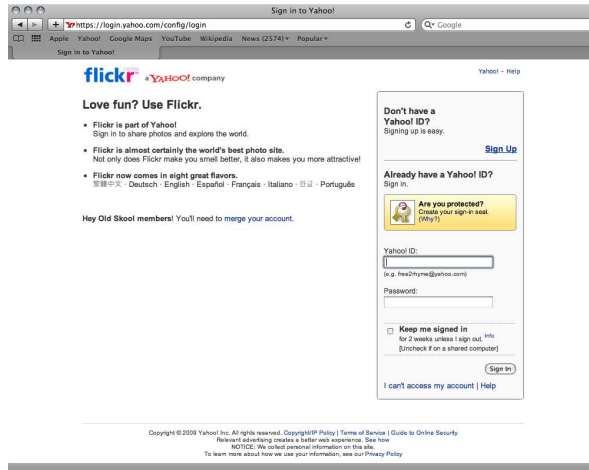 Sign in to Yahoo!
https://login.yahoo.com/config/login
Google
Apple Yahoo! Google Maps YouTube Wikipedia News (2574) Popular
Sign in to Yahoo!
flickr a YAHOO! company
Yahoo! - Help
Love fun? Use Flickr.
Flickr is part of Yahoo!
Sign in to share photos and explore the world.
Flickr is almost certainly the world's best photo site.
Not only does Flickr make you smell better, it also makes you more attractive!
Flickr now comes in eight great flavors.
繁體中文 · Deutsch · English · Español · Français · Italiano · 한글 · Português
Hey Old Skool members! You'll need to merge your account.
Don't have a
Yahoo! ID?
Signing up is easy.
Sign Up
Already have a Yahoo! ID?
Sign in.
Are you protected?
Create your sign-in seal.
(Why?)
Yahoo! ID:
(e.g. free2rhyme@yahoo.com)
Password:
Keep me signed in
for 2 weeks unless I sign out. Info
[Uncheck if on a shared computer]
Sign In
I can't access my account | Help
Copyright © 2009 Yahoo! Inc. All rights reserved. Copyright/IP Policy | Terms of Service | Guide to Online Security
Relevant advertising creates a better web experience. See how
NOTICE: We collect personal information on this site.
To learn more about how we use your information, see our Privacy Policy